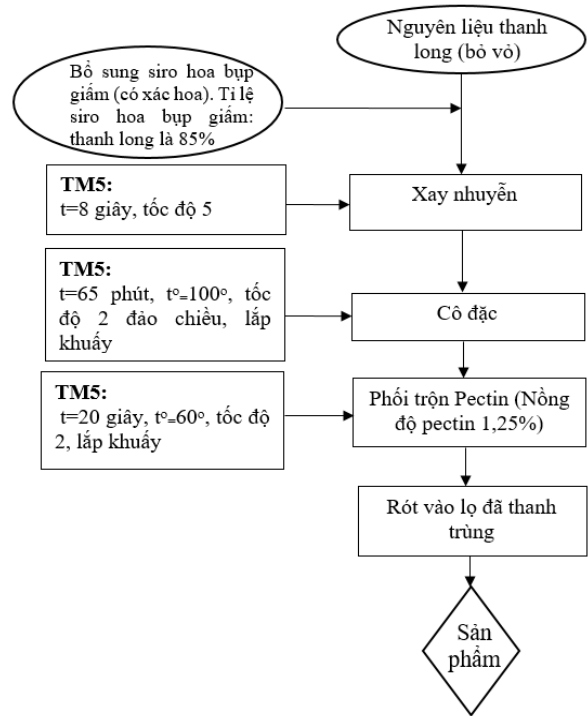 Nguyên liệu thanh
long (bỏ vỏ)
Bổ sung siro hoa bụp
giấm (có xác hoa). Tỉ lệ
siro hoa bụp giấm:
thanh long là 85%
TM5:
t=8 giây, tốc độ 5
Xay nhuyễn
TM5:
t=65 phút, tº=100º, tốc
độ 2 đảo chiều, lắp
khuấy
Cô đặc
TM5:
t=20 giây, tº=60º, tốc độ
2, lắp khuấy
Phối trộn Pectin (Nồng
độ pectin 1,25%)
Rót vào lọ đã thanh
trùng
Sản
phẩm